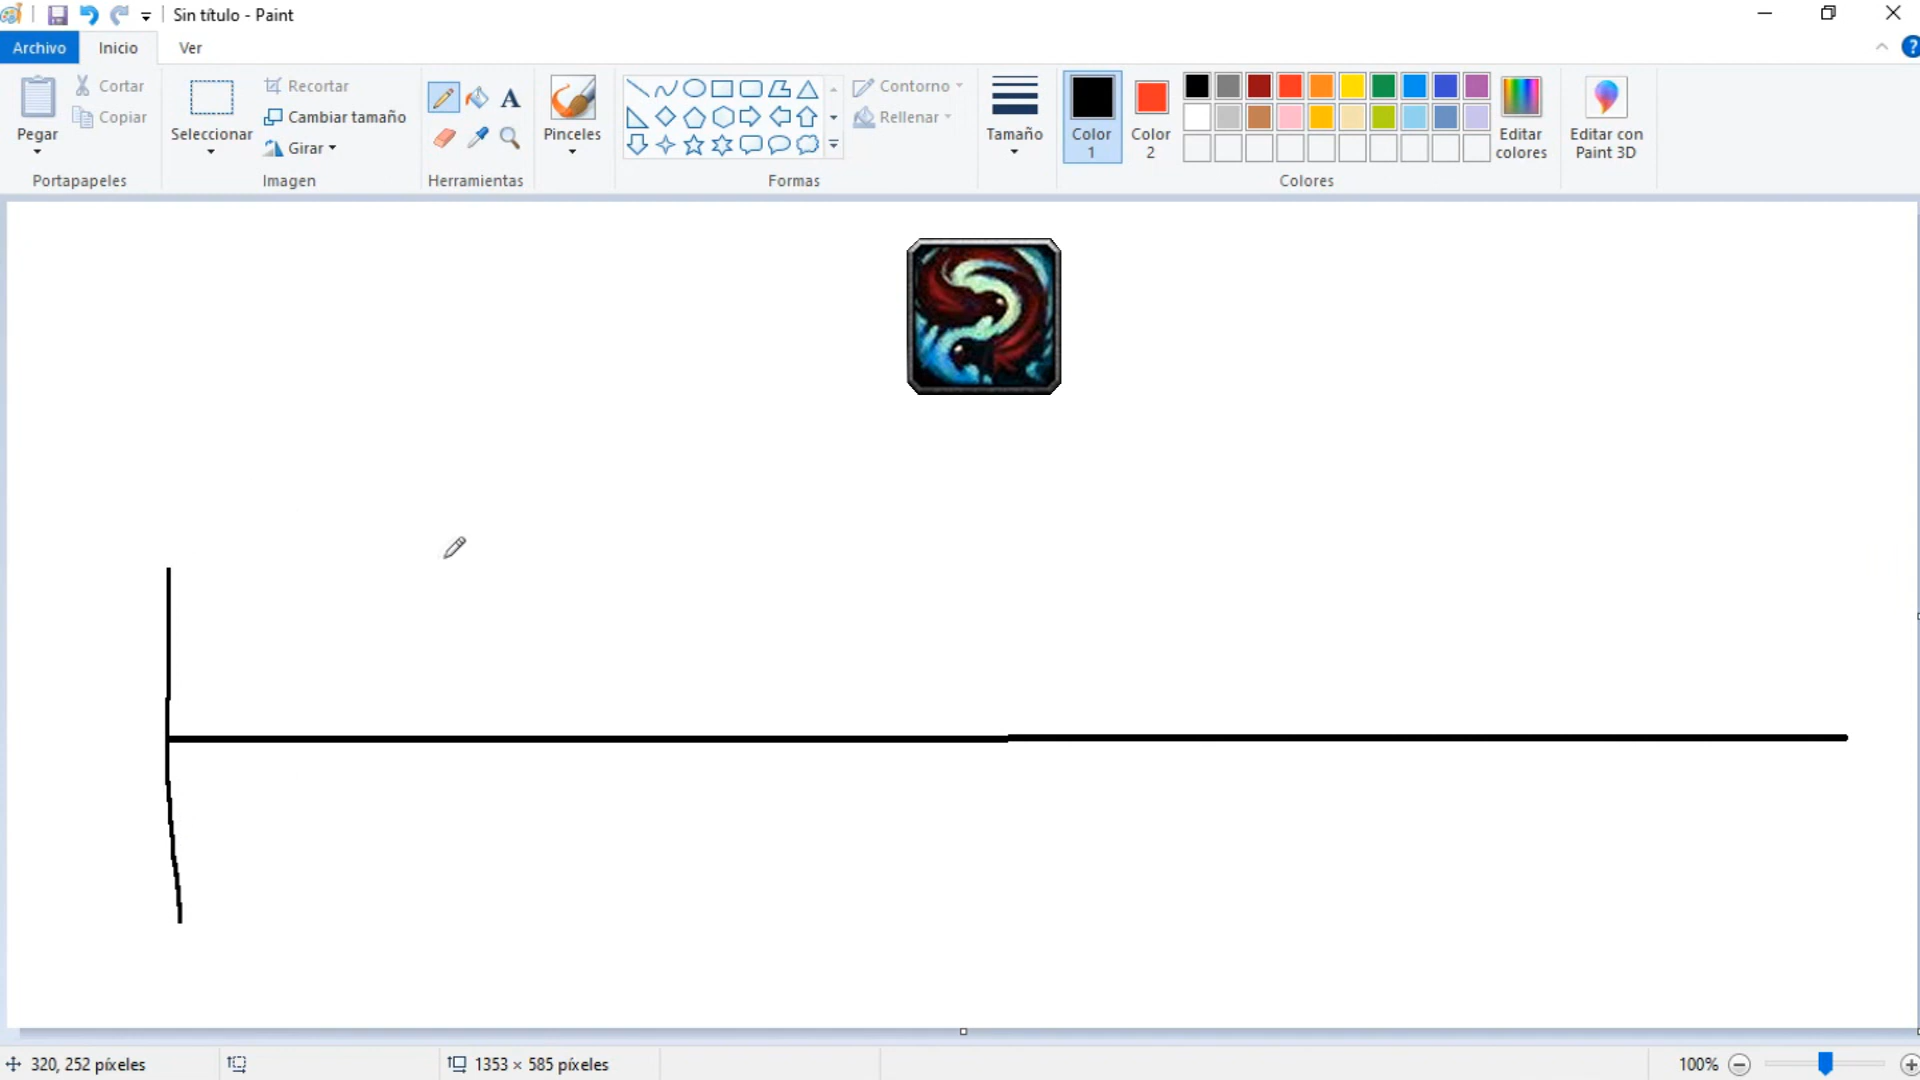 Sin título - Paint
Archivo Inicio Ver
Pegar
Cortar
Copiar
Portapapeles
Seleccionar
Recortar
Cambiar tamaño
Girar
Imagen
A
Herramientas
Pinceles
Contorno
Rellenar
Formas
Tamaño
Color
1
Color
2
Editar
colores
Colores
Editar con
Paint 3D
?
320, 252 píxeles
1353 × 585 píxeles
100%